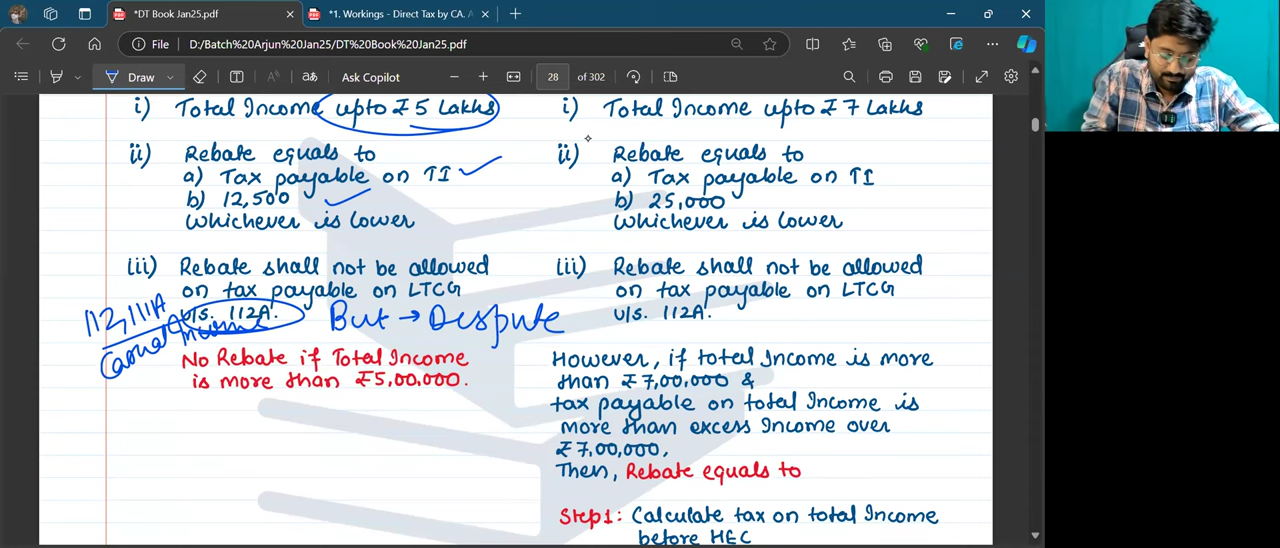 *DT Book Jan25.pdf
*1. Workings - Direct Tax by CA. A
File
D:/Batch%20Arjun%20Jan25/DT%20Book%20Jan25.pdf
Draw
aあ
Ask Copilot
28 of 302
i) Total Income upto ₹ 5 Lakhs
ii) Rebate equals to
a) Tax payable on TI
b) 12,500
whichever is lower
iii) Rebate shall not be allowed
on tax payable on LTCG
u/s. 112A.
112, 111A
Casual Income
But → Despute
No Rebate if Total Income
is more than ₹5,00,000.
i) Total Income upto ₹ 7 Lakhs
ii) Rebate equals to
a) Tax payable on TI
b) 25,000
whichever is lower
iii) Rebate shall not be allowed
on tax payable on LTCG
u/s. 112A.
However, if total Income is more
than ₹7,00,000 &
tax payable on total Income is
more than excess Income over
₹7,00,000.
Then, Rebate equals to
Step1: Calculate tax on total Income
before HEC